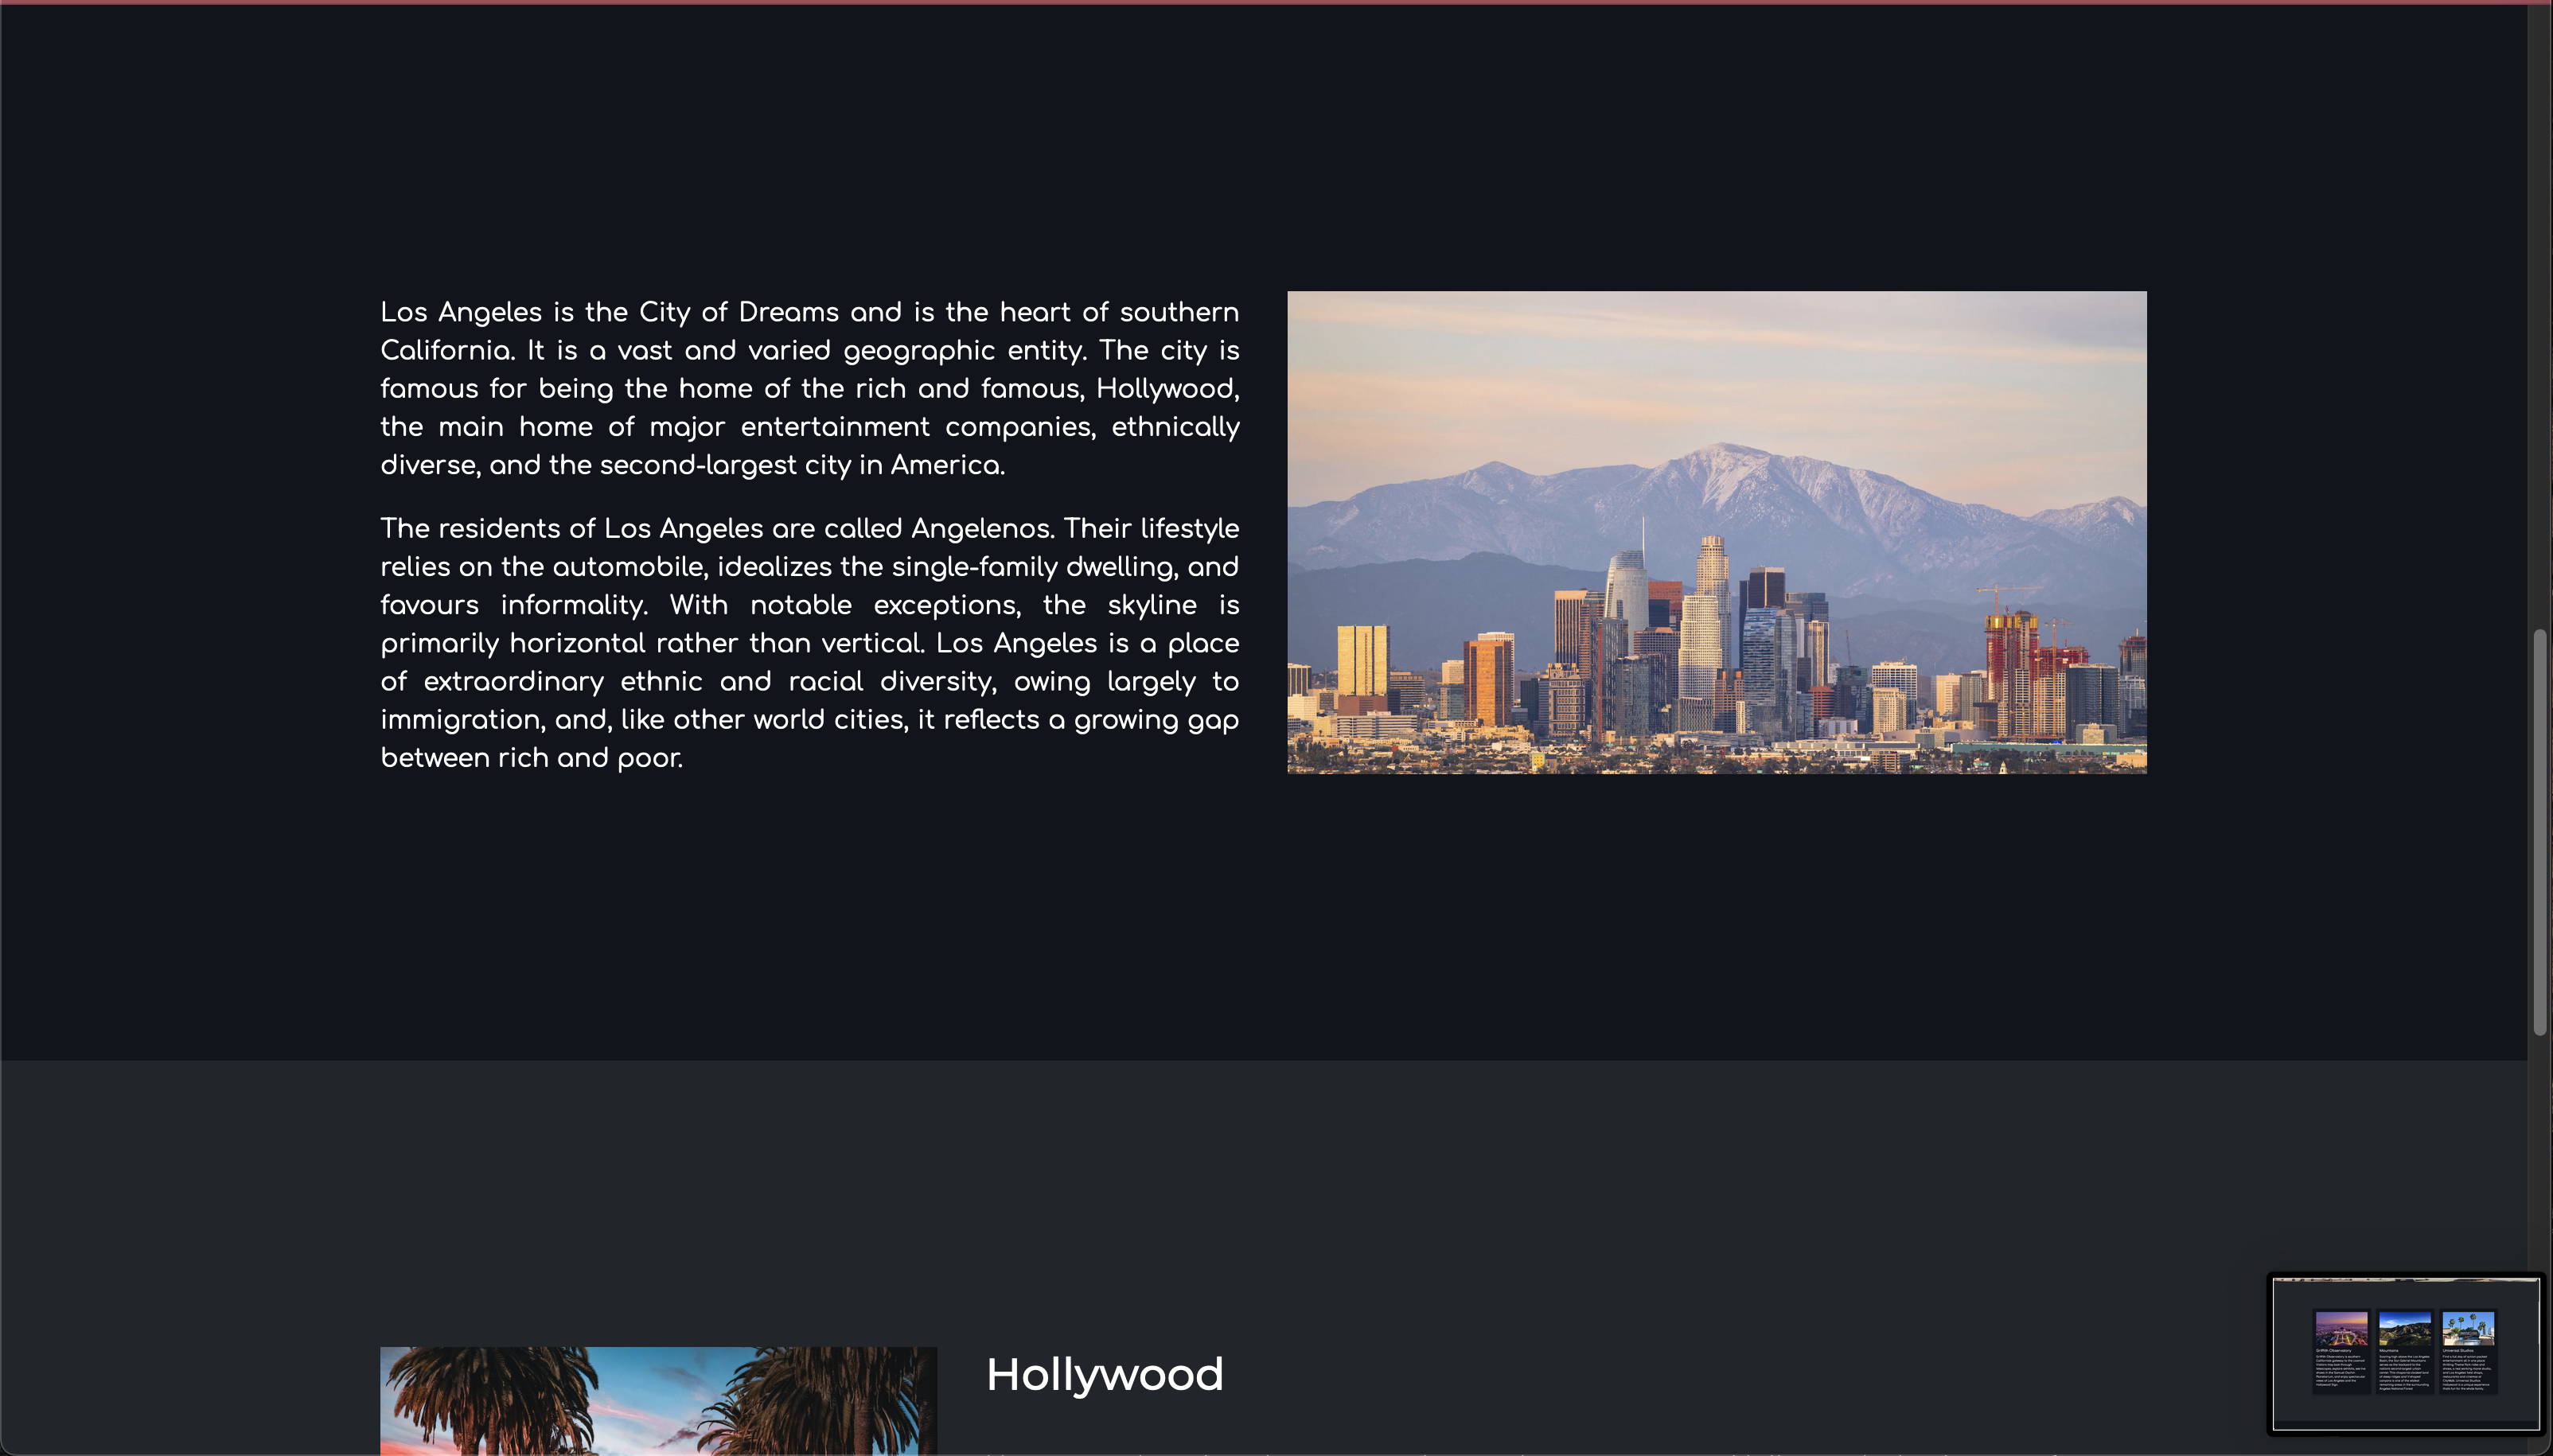 Los Angeles is the City of Dreams and is the heart of southern
California. It is a vast and varied geographic entity. The city is
famous for being the home of the rich and famous, Hollywood,
the main home of major entertainment companies, ethnically
diverse, and the second-largest city in America.
The residents of Los Angeles are called Angelenos. Their lifestyle
relies on the automobile, idealizes the single-family dwelling, and
favours informality. With notable exceptions, the skyline is
primarily horizontal rather than vertical. Los Angeles is a place
of extraordinary ethnic and racial diversity, owing largely to
immigration, and, like other world cities, it reflects a growing gap
between rich and poor.
Hollywood
Griffith Observatory
Mountains
Universal Studios